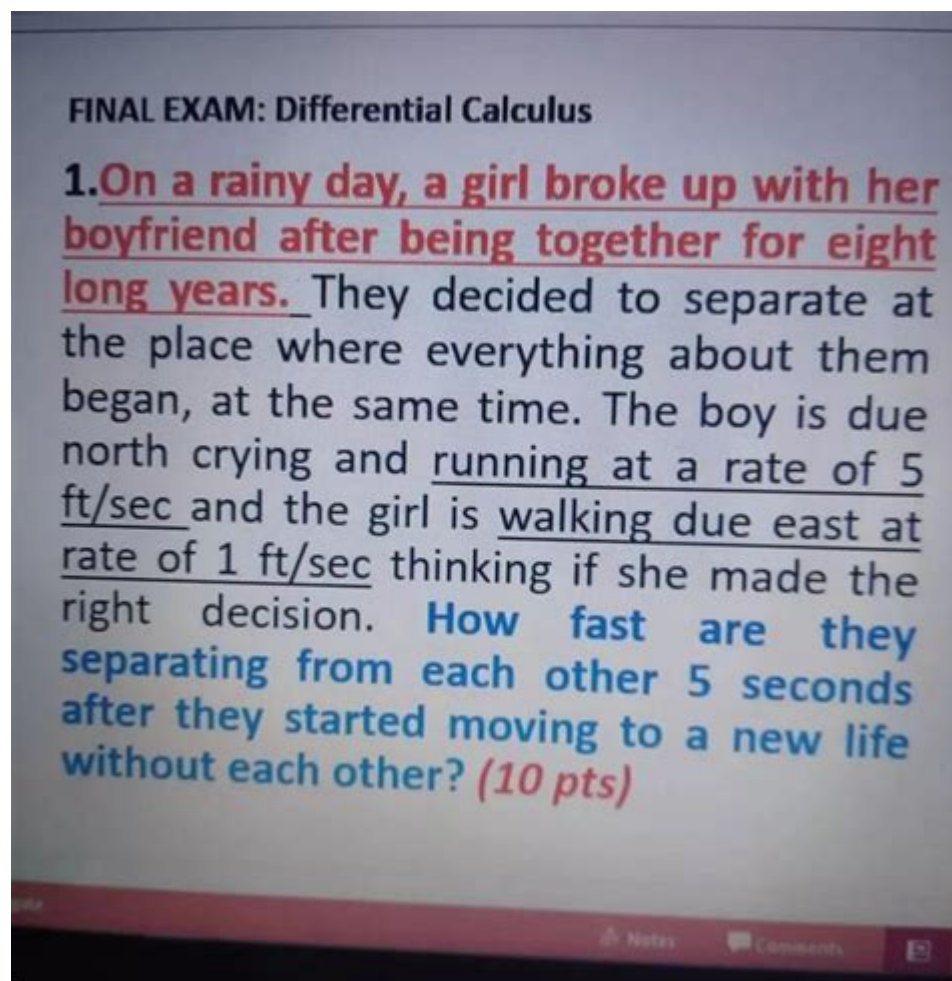 FINAL EXAM: Differential Calculus
1.On a rainy day, a girl broke up with her
boyfriend after being together for eight
long years. They decided to separate at
the place where everything about them
began, at the same time. The boy is due
north crying and running at a rate of 5
ft/sec and the girl is walking due east at
rate of 1 ft/sec thinking if she made the
right decision. How fast are they
separating from each other 5 seconds
after they started moving to a new life
without each other? (10 pts)
Notes Comments